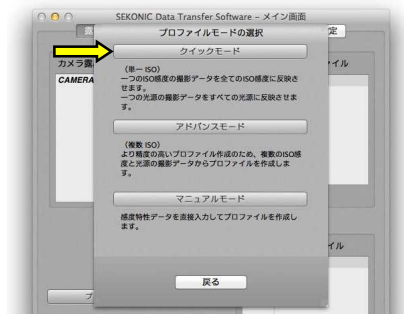 SEKONIC Data Transfer Software – メイン画面
プロファイルモードの選択
定
クイックモード
カメラ露
イル
（単一 ISO）
CAMERA
一つのISO感度の撮影データを全てのISO感度に反映さ
せます。
一つの光源の撮影データをすべての光源に反映させま
す。
アドバンスモード
（複数 ISO）
より精度の高いプロファイル作成のため、複数のISO感
度と光源の撮影データからプロファイルを作成しま
す。
マニュアルモード
感度特性データを直接入力してプロファイルを作成し
ます。
イル
戻る
プ